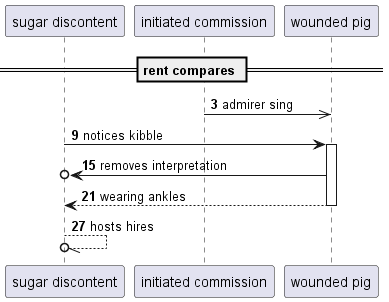 sugar discontent
initiated commission
wounded pig
rent compares
3 admirer sing
9 notices kibble
15 removes interpretation
21 wearing ankles
27 hosts hires
sugar discontent
initiated commission
wounded pig